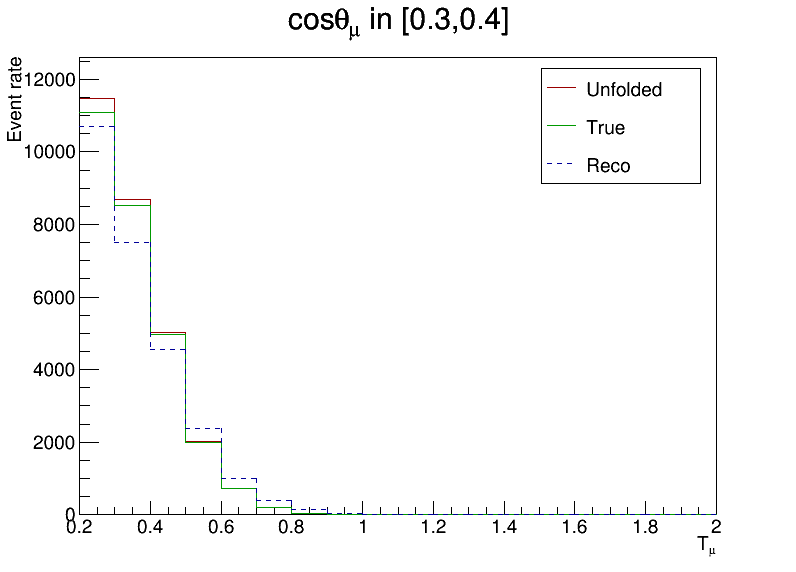 cosθμ in [0.3,0.4]
Event rate
12000
10000
8000
6000
4000
2000
0
Unfolded
True
Reco
0.2 0.4 0.6 0.8 1 1.2 1.4 1.6 1.8 2
Tμ